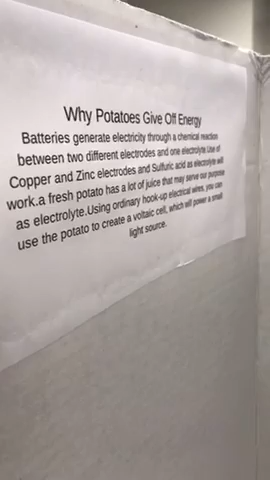 Why Potatoes Give Off Energy
Batteries generate electricity through a chemical reaction
between two different electrodes and one electrolyte.Use of
Copper and Zinc electrodes and Sulfuric acid as electrolyte will
work.a fresh potato has a lot of juice that may serve our purpose
as electrolyte.Using ordinary hook-up electrical wires, you can
use the potato to create a voltaic cell, which will power a small
light source.